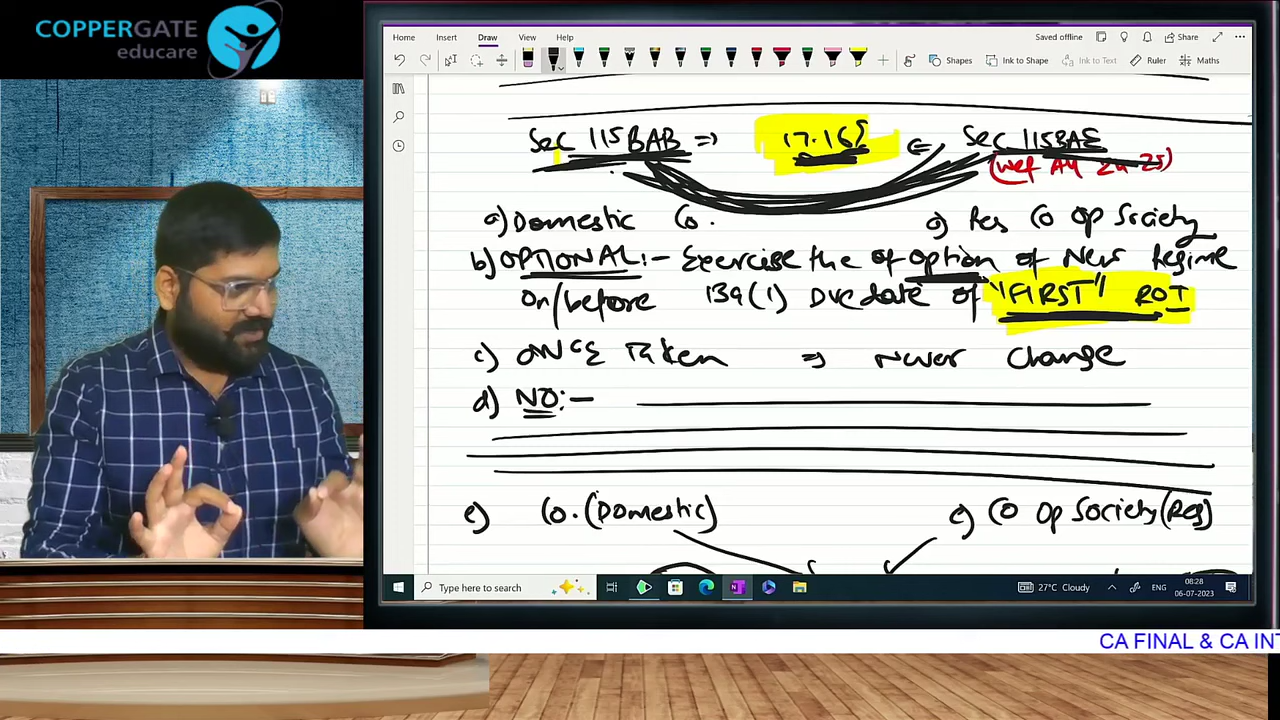 COPPERGATE
educare
Saved offline
Share
Home Insert Draw View Help
Shapes Ink to Shape Ink to Text Ruler Maths
Sec 115BAB ⇒ 17.16% ⇐ Sec 115BAE
(wef AY 24-25)
a) Domestic Co. a) Res Co Op Society
b) OPTIONAL:- Exercise the of option of New Regime
on/before 139(1) Due date of "FIRST" ROI
c) ONCE Taken ⇒ Never Change
d) NO:-
e) Co. (Domestic) e) Co Op Society (Res)
Type here to search
27°C Cloudy
ENG
08:28
06-07-2023
CA FINAL & CA INT